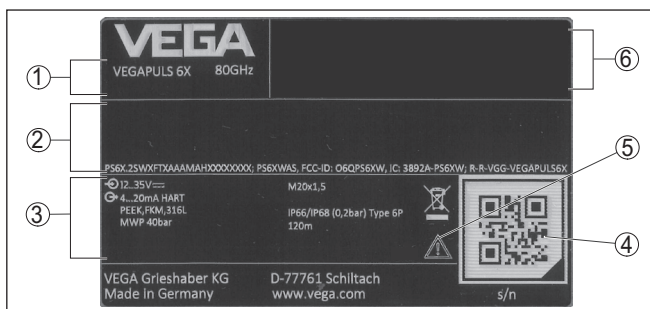 VEGA
VEGAPULS 6X 80GHz
PS6X.2SWXFTXAAAMAHXXXXXXXX; PS6XWAS, FCC-ID: O6QPS6XW, IC: 3892A-PS6XW; R-R-VGG-VEGAPULS6X
12..35V
M20x1,5
4...20mA HART
PEEK,FKM,316L
IP66/IP68 (0,2bar) Type 6P
MWP 40bar
120m
VEGA Grieshaber KG
D-77761 Schiltach
Made in Germany
www.vega.com
s/n
1
2
3
4
5
6